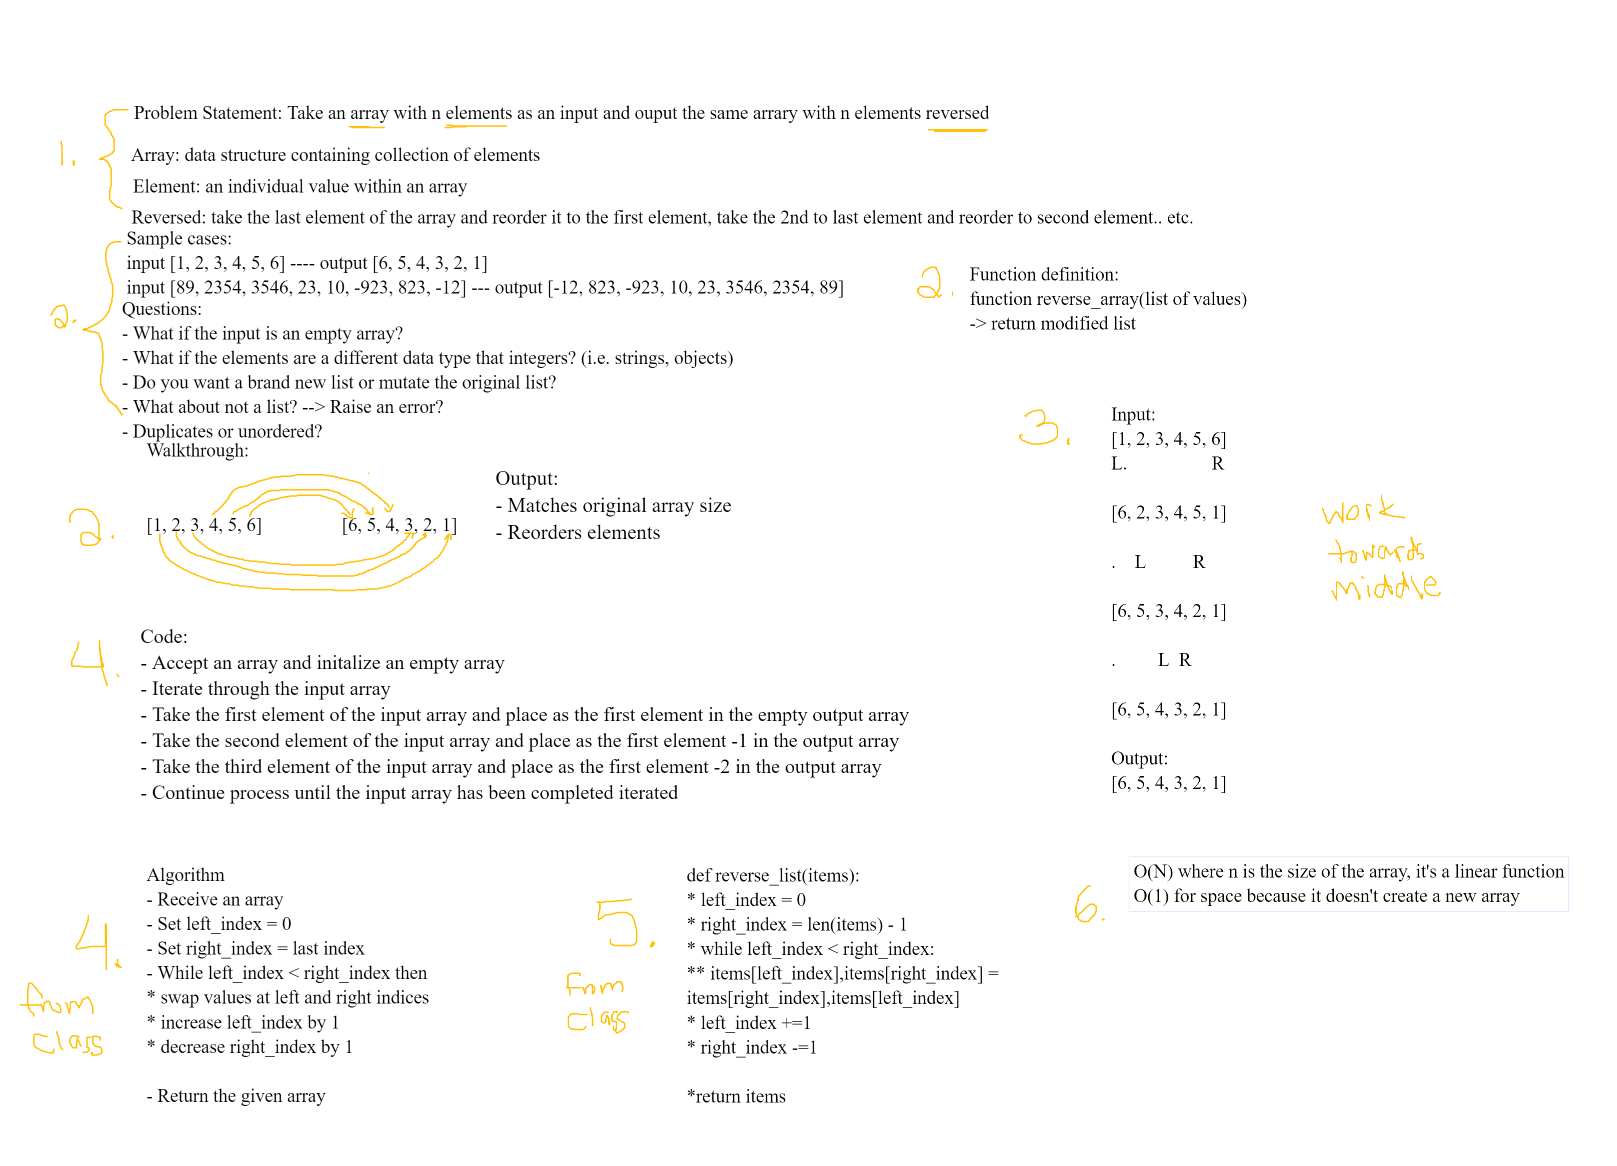 1.
Problem Statement: Take an array with n elements as an input and ouput the same arrary with n elements reversed
Array: data structure containing collection of elements
Element: an individual value within an array
Reversed: take the last element of the array and reorder it to the first element, take the 2nd to last element and reorder to second element.. etc.
2.
Sample cases:
input [1, 2, 3, 4, 5, 6] ---- output [6, 5, 4, 3, 2, 1]
input [89, 2354, 3546, 23, 10, -923, 823, -12] --- output [-12, 823, -923, 10, 23, 3546, 2354, 89]
Questions:
- What if the input is an empty array?
- What if the elements are a different data type that integers? (i.e. strings, objects)
- Do you want a brand new list or mutate the original list?
- What about not a list? --> Raise an error?
- Duplicates or unordered?
2.
Function definition:
function reverse_array(list of values)
-> return modified list
Walkthrough:
2.
[1, 2, 3, 4, 5, 6] [6, 5, 4, 3, 2, 1]
Output:
- Matches original array size
- Reorders elements
3.
Input:
[1, 2, 3, 4, 5, 6]
L. R
[6, 2, 3, 4, 5, 1]
. L R
[6, 5, 3, 4, 2, 1]
. L R
[6, 5, 4, 3, 2, 1]
Output:
[6, 5, 4, 3, 2, 1]
work
towards
middle
4.
Code:
- Accept an array and initalize an empty array
- Iterate through the input array
- Take the first element of the input array and place as the first element in the empty output array
- Take the second element of the input array and place as the first element -1 in the output array
- Take the third element of the input array and place as the first element -2 in the output array
- Continue process until the input array has been completed iterated
4.
from
class
Algorithm
- Receive an array
- Set left_index = 0
- Set right_index = last index
- While left_index < right_index then
* swap values at left and right indices
* increase left_index by 1
* decrease right_index by 1
- Return the given array
5.
From
class
def reverse_list(items):
* left_index = 0
* right_index = len(items) - 1
* while left_index < right_index:
** items[left_index],items[right_index] =
items[right_index],items[left_index]
* left_index +=1
* right_index -=1
*return items
6.
O(N) where n is the size of the array, it's a linear function
O(1) for space because it doesn't create a new array